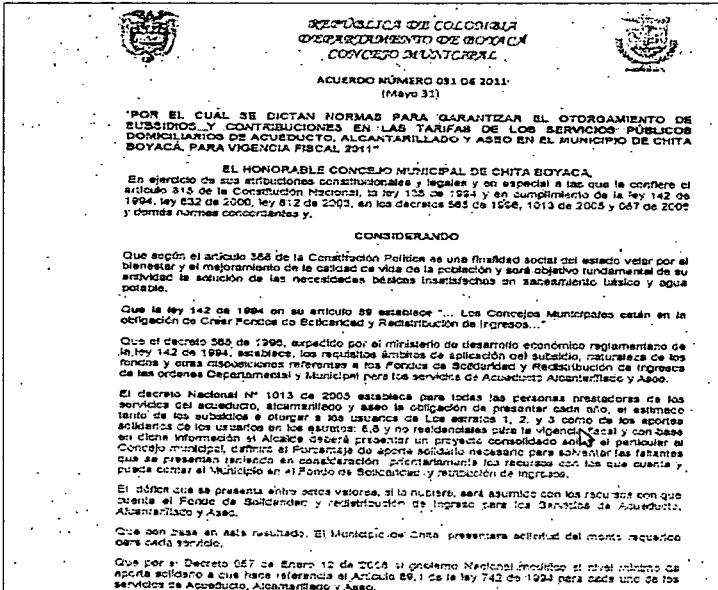 REPÚBLICA DE COLOMBIA
DEPARTAMENTO DE BOYACÁ
CONCEJO MUNICIPAL
ACUERDO NÚMERO 031 DE 2011
(Mayo 31)
"POR EL CUAL SE DICTAN NORMAS PARA GARANTIZAR EL OTORGAMIENTO DE
SUBSIDIOS Y CONTRIBUCIONES EN LAS TARIFAS DE LOS SERVICIOS PÚBLICOS
DOMICILIARIOS DE ACUEDUCTO, ALCANTARILLADO Y ASEO EN EL MUNICIPIO DE CHITA
BOYACÁ, PARA VIGENCIA FISCAL 2011"
EL HONORABLE CONCEJO MUNICIPAL DE CHITA BOYACA,
En ejercicio de sus atribuciones constitucionales y legales y en especial a las que la confiere el
artículo 315 de la Constitución Nacional, la ley 136 de 1994 y en cumplimiento de la ley 142 de
1994, ley 632 de 2000, ley 812 de 2003, en los decretos 565 de 1996, 1013 de 2005 y 057 de 2006
y demás normas concordantes y,
CONSIDERANDO
Que según el artículo 366 de la Constitución Política es una finalidad social del estado velar por el
bienestar y el mejoramiento de la calidad de vida de la población y será objetivo fundamental de su
actividad la solución de las necesidades básicas insatisfechas en saneamiento básico y agua
potable.
Que la ley 142 de 1994 en su artículo 89 establece "... Los Concejos Municipales están en la
obligación de Crear Fondos de Solicaridad y Redistribución de Ingresos..."
Que el decreto 565 de 1996, expedido por el ministerio de desarrollo económico reglamentario de
la ley 142 de 1994, establece, los requisitos ámbitos de aplicación del subsidio, naturaleza de los
fondos y otras disposiciones referentes a los Fondos de Solidaridad y Redistribución de Ingresos
de las ordenes Departamental y Municipal para los servicios de Acueducto Alcantarillado y Aseo.
El decreto Nacional N° 1013 de 2005 establece para todas las personas prestadoras de los
servicios del acueducto, alcantarillado y aseo la obligación de presentar cada año, el estimado
tanto de los subsidios a otorgar a los usuarios de Los estratos 1, 2, y 3 como de los aportes
solidarios de los usuarios en los estratos: 5,6 y no residenciales para la vigencia fiscal y con base
en dicha información el Alcalde deberá presentar un proyecto consolidado sobre el particular al
Concejo municipal, definirá el Porcentaje de aporte solidario necesario para solventar las faltantes
que se presentan teniendo en consideración prioritariamente los recursos con los que cuenta y
pueda contar el Municipio en el Fondo de Solidaridad y retribución de Ingresos.
El déficit que se presenta entre estos valores, si la hubiere, será asumido con los recursos con que
cuenta el Fondo de Solidaridad y redistribución de Ingreso para los Servicios de Acueducto,
Alcantarillado y Aseo.
Que con base en este resultado, El Municipio de Chita presentara solicitud del monto requerido
para cada servicio.
Que por el Decreto 057 de Enero 12 de 2006 el gobierno Nacional modifico el nivel mínimo de
aporte solidario a que hace referencia el Artículo 89.1 de la ley 742 de 1994 para cada uno de los
servicios de Acueducto, Alcantarillado y Aseo.